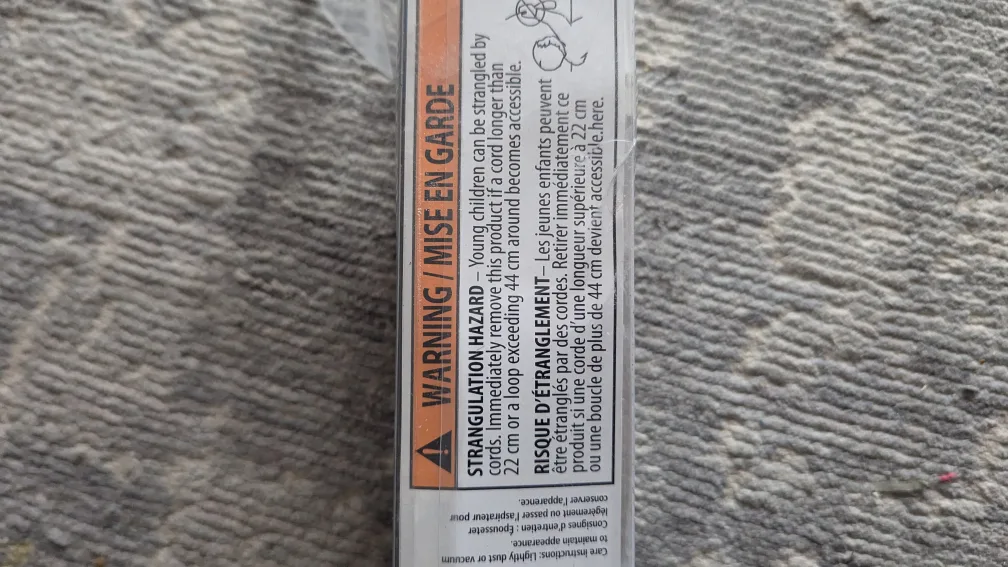 WARNING / MISE EN GARDE
STRANGULATION HAZARD – Young children can be strangled by
cords. Immediately remove this product if a cord longer than
22 cm or a loop exceeding 44 cm around becomes accessible.
RISQUE D'ÉTRANGLEMENT– Les jeunes enfants peuvent
être étranglés par des cordes. Retirer immédiatement ce
produit si une corde d'une longueur supérieure à 22 cm
ou une boucle de plus de 44 cm devient accessible.here.
Care instructions: Lightly dust or vacuum
to maintain appearance.
Consignes d'entretien : Épousseter
légèrement ou passer l'aspirateur pour
conserver l'apparence.